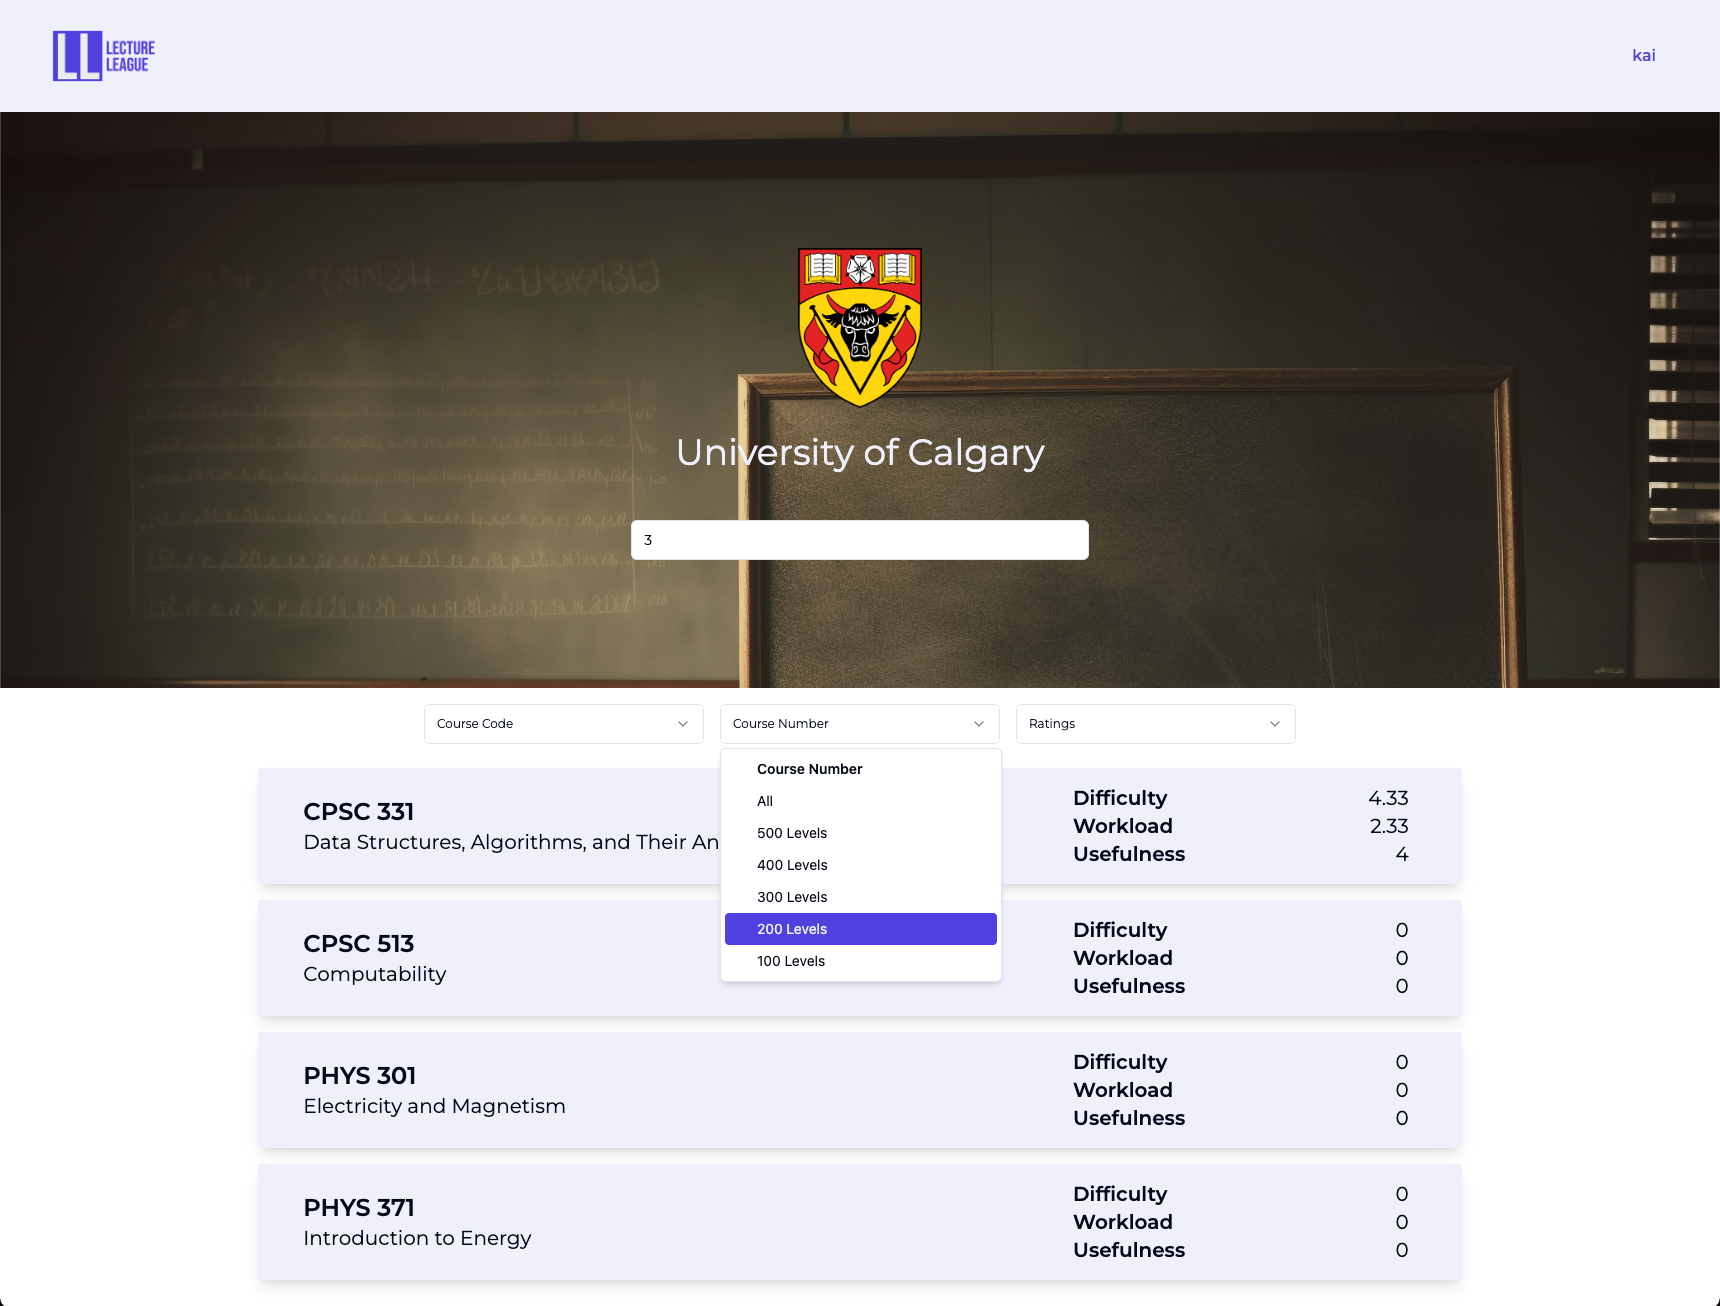 LL LECTURE
LEAGUE
kai
University of Calgary
3
Course Code
Course Number
Ratings
Course Number
All
500 Levels
400 Levels
300 Levels
200 Levels
100 Levels
CPSC 331
Data Structures, Algorithms, and Their An
Difficulty 4.33
Workload 2.33
Usefulness 4
CPSC 513
Computability
Difficulty 0
Workload 0
Usefulness 0
PHYS 301
Electricity and Magnetism
Difficulty 0
Workload 0
Usefulness 0
PHYS 371
Introduction to Energy
Difficulty 0
Workload 0
Usefulness 0